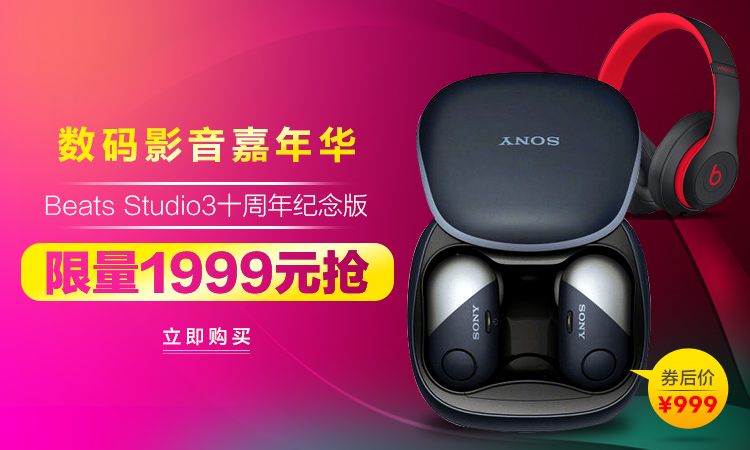 数码影音嘉年华
Beats Studio3十周年纪念版
限量1999元抢
立即购买
SONY
SONY
SONY
b
券后价
¥999